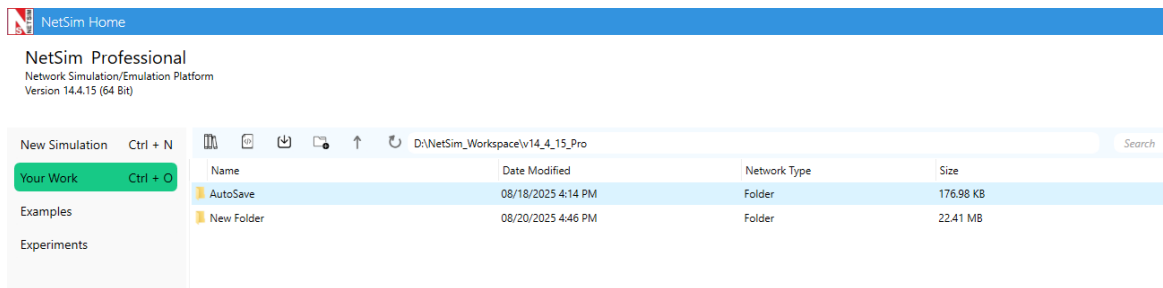 NETSIM NetSim Home
NetSim Professional
Network Simulation/Emulation Platform
Version 14.4.15 (64 Bit)
New Simulation Ctrl + N
Your Work Ctrl + O
Examples
Experiments
D:\NetSim_Workspace\v14_4_15_Pro
Search
Name Date Modified Network Type Size
AutoSave 08/18/2025 4:14 PM Folder 176.98 KB
New Folder 08/20/2025 4:46 PM Folder 22.41 MB